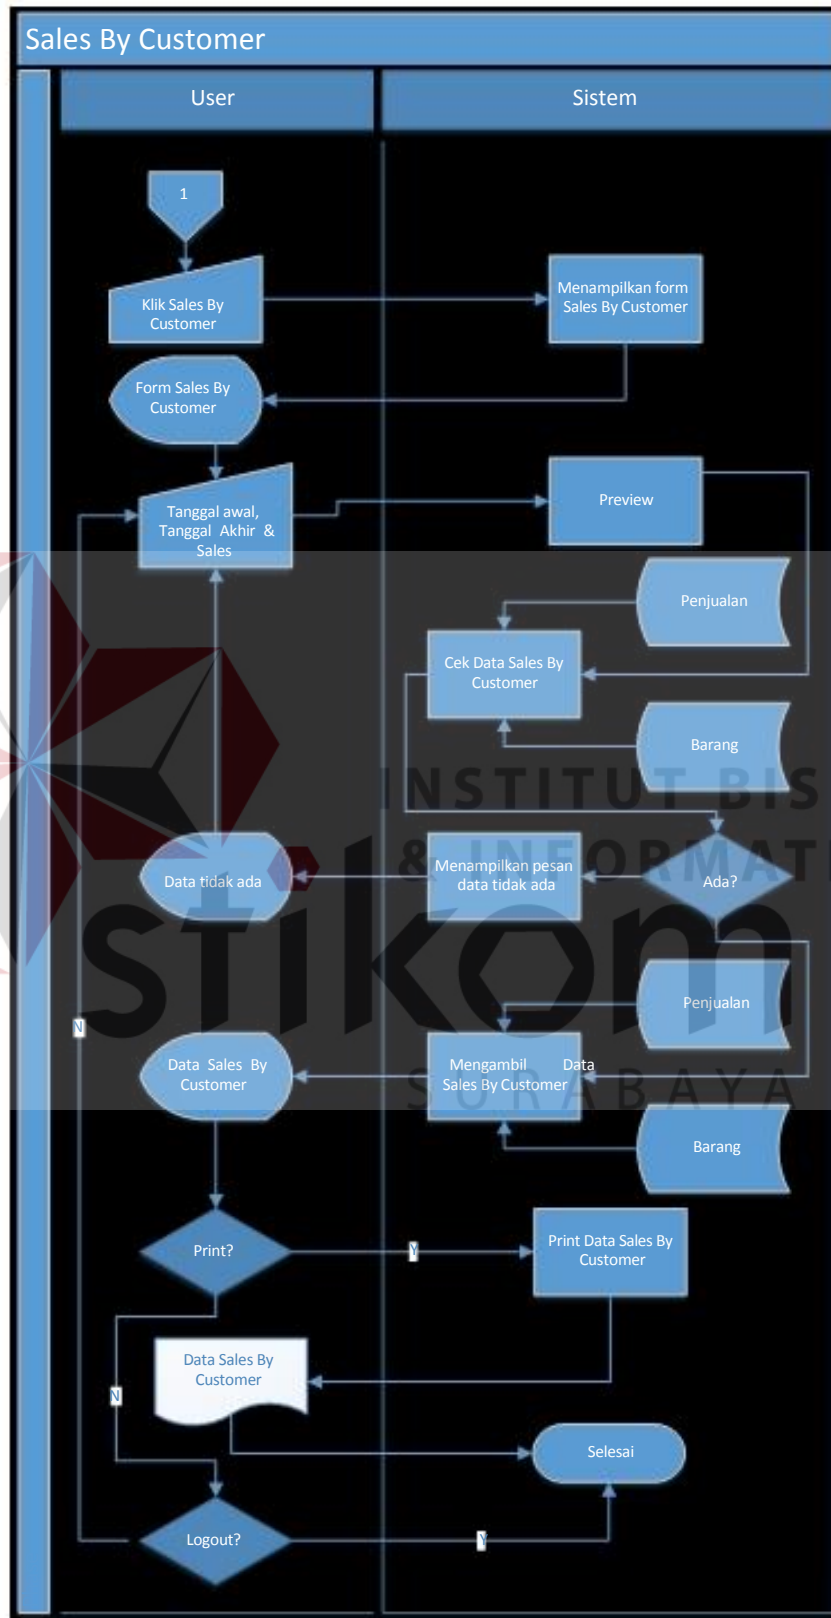 Sales By Customer
User
Sistem
1
Klik Sales By
Customer
Menampilkan form
Sales By Customer
Form Sales By
Customer
Tanggal awal,
Tanggal Akhir &
Sales
Preview
Penjualan
Cek Data Sales By
Customer
Barang
INSTITUT BIS
& INFORMATI
stikom
SURABAYA
Data tidak ada
Menampilkan pesan
data tidak ada
Ada?
Penjualan
N
Data Sales By
Customer
Mengambil Data
Sales By Customer
Barang
Print?
Y
Print Data Sales By
Customer
Data Sales By
Customer
N
Selesai
Logout?
Y